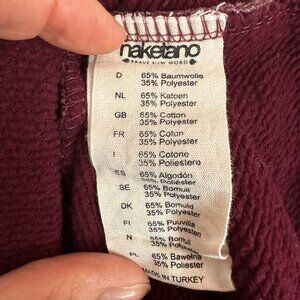 naketano
BRAVE NEW WORD
D 65% Baumwolle
35% Polyester
NL 65% Katoen
35% Polyester
GB 65% Cotton
35% Polyester
FR 65% Coton
35% Polyester
I 65% Cotone
35% Poliestere
ES 65% Algodón
35% Poliéster
SE 65% Bomull
35% Polyester
DK 65% Bomuld
35% Polyester
FI 65% Puuvilla
35% Polyester
N 65% Bomull
35% Polyester
PL 65% Bawełna
35% Poliester
MADE IN TURKEY